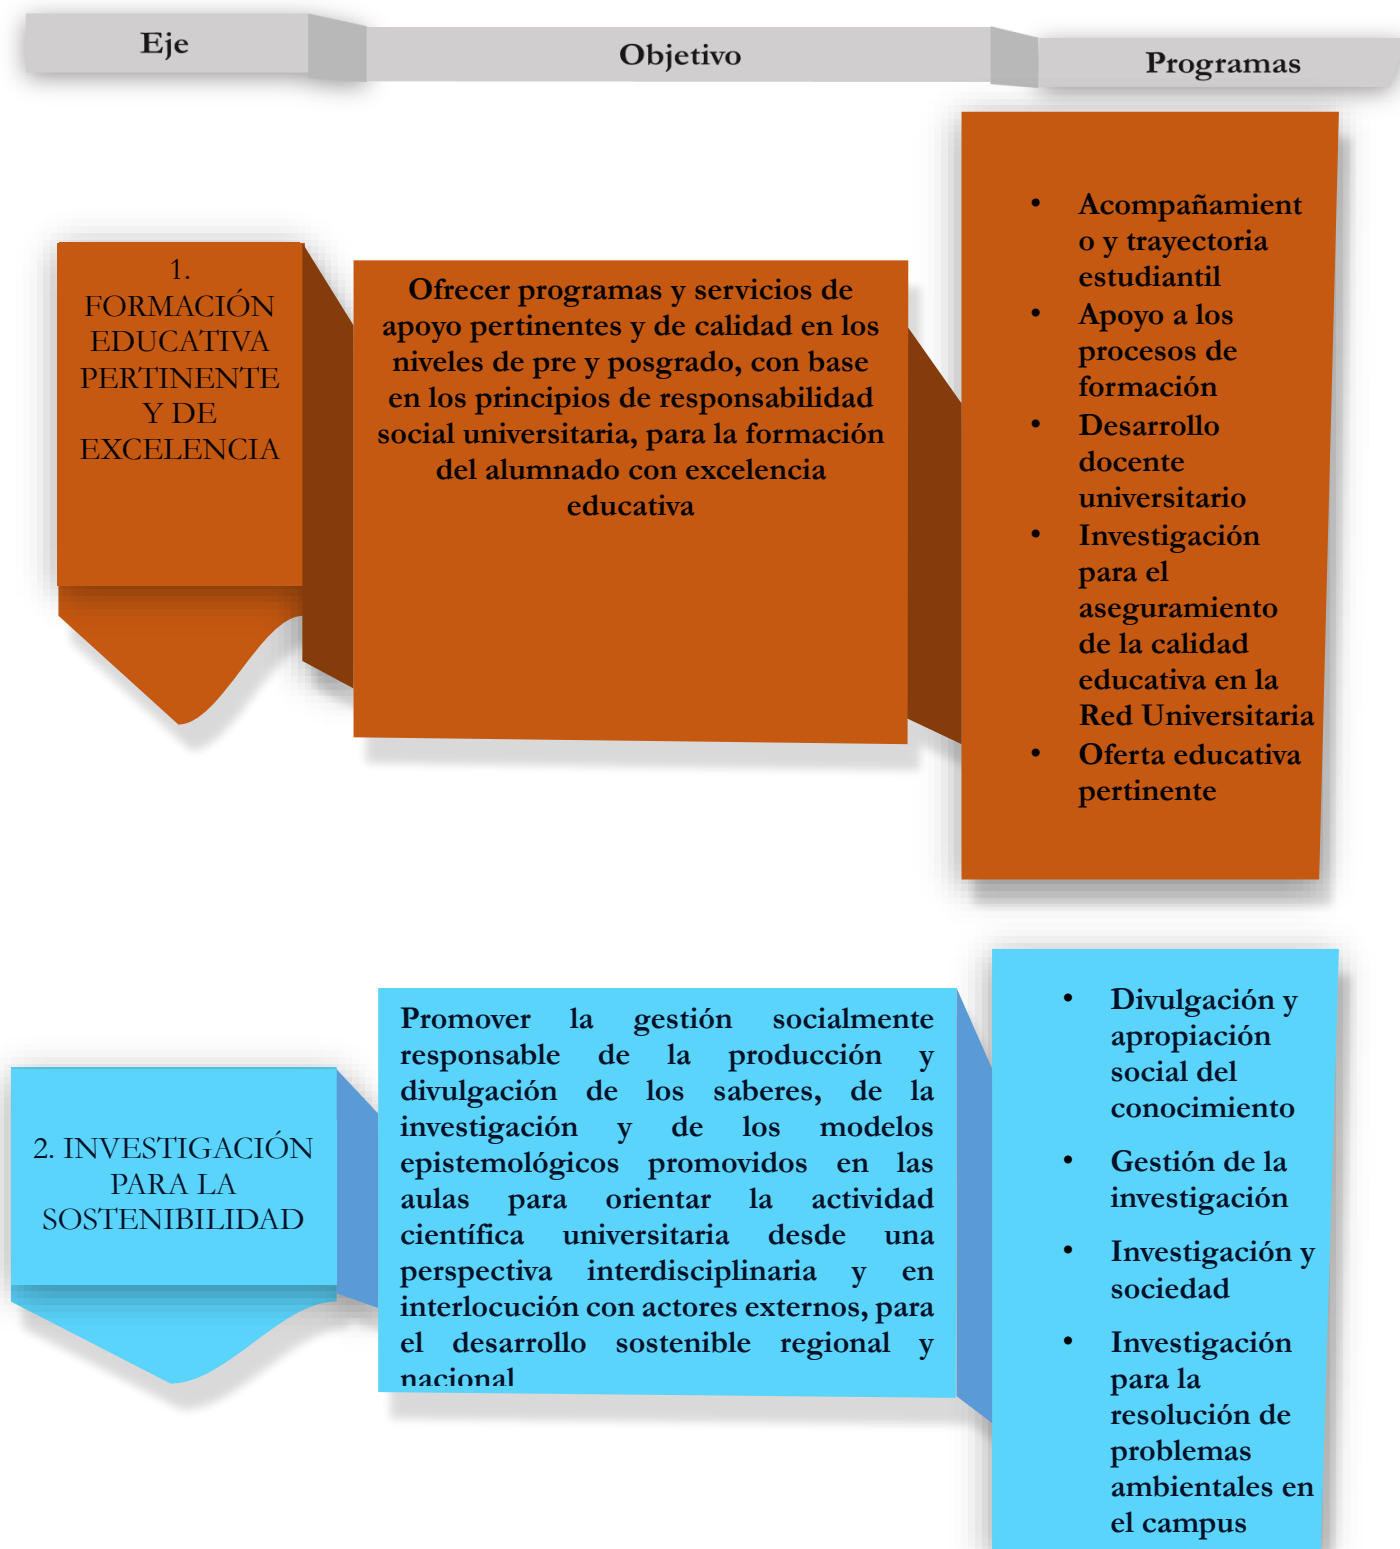 Eje
Objetivo
Programas
1.
FORMACIÓN
EDUCATIVA
PERTINENTE
Y DE
EXCELENCIA
Ofrecer programas y servicios de
apoyo pertinentes y de calidad en los
niveles de pre y posgrado, con base
en los principios de responsabilidad
social universitaria, para la formación
del alumnado con excelencia
educativa
• Acompañamient
o y trayectoria
estudiantil
• Apoyo a los
procesos de
formación
• Desarrollo
docente
universitario
• Investigación
para el
aseguramiento
de la calidad
educativa en la
Red Universitaria
• Oferta educativa
pertinente
2. INVESTIGACIÓN
PARA LA
SOSTENIBILIDAD
Promover la gestión socialmente
responsable de la producción y
divulgación de los saberes, de la
investigación y de los modelos
epistemológicos promovidos en las
aulas para orientar la actividad
científica universitaria desde una
perspectiva interdisciplinaria y en
interlocución con actores externos, para
el desarrollo sostenible regional y
nacional
• Divulgación y
apropiación
social del
conocimiento
• Gestión de la
investigación
• Investigación y
sociedad
• Investigación
para la
resolución de
problemas
ambientales en
el campus